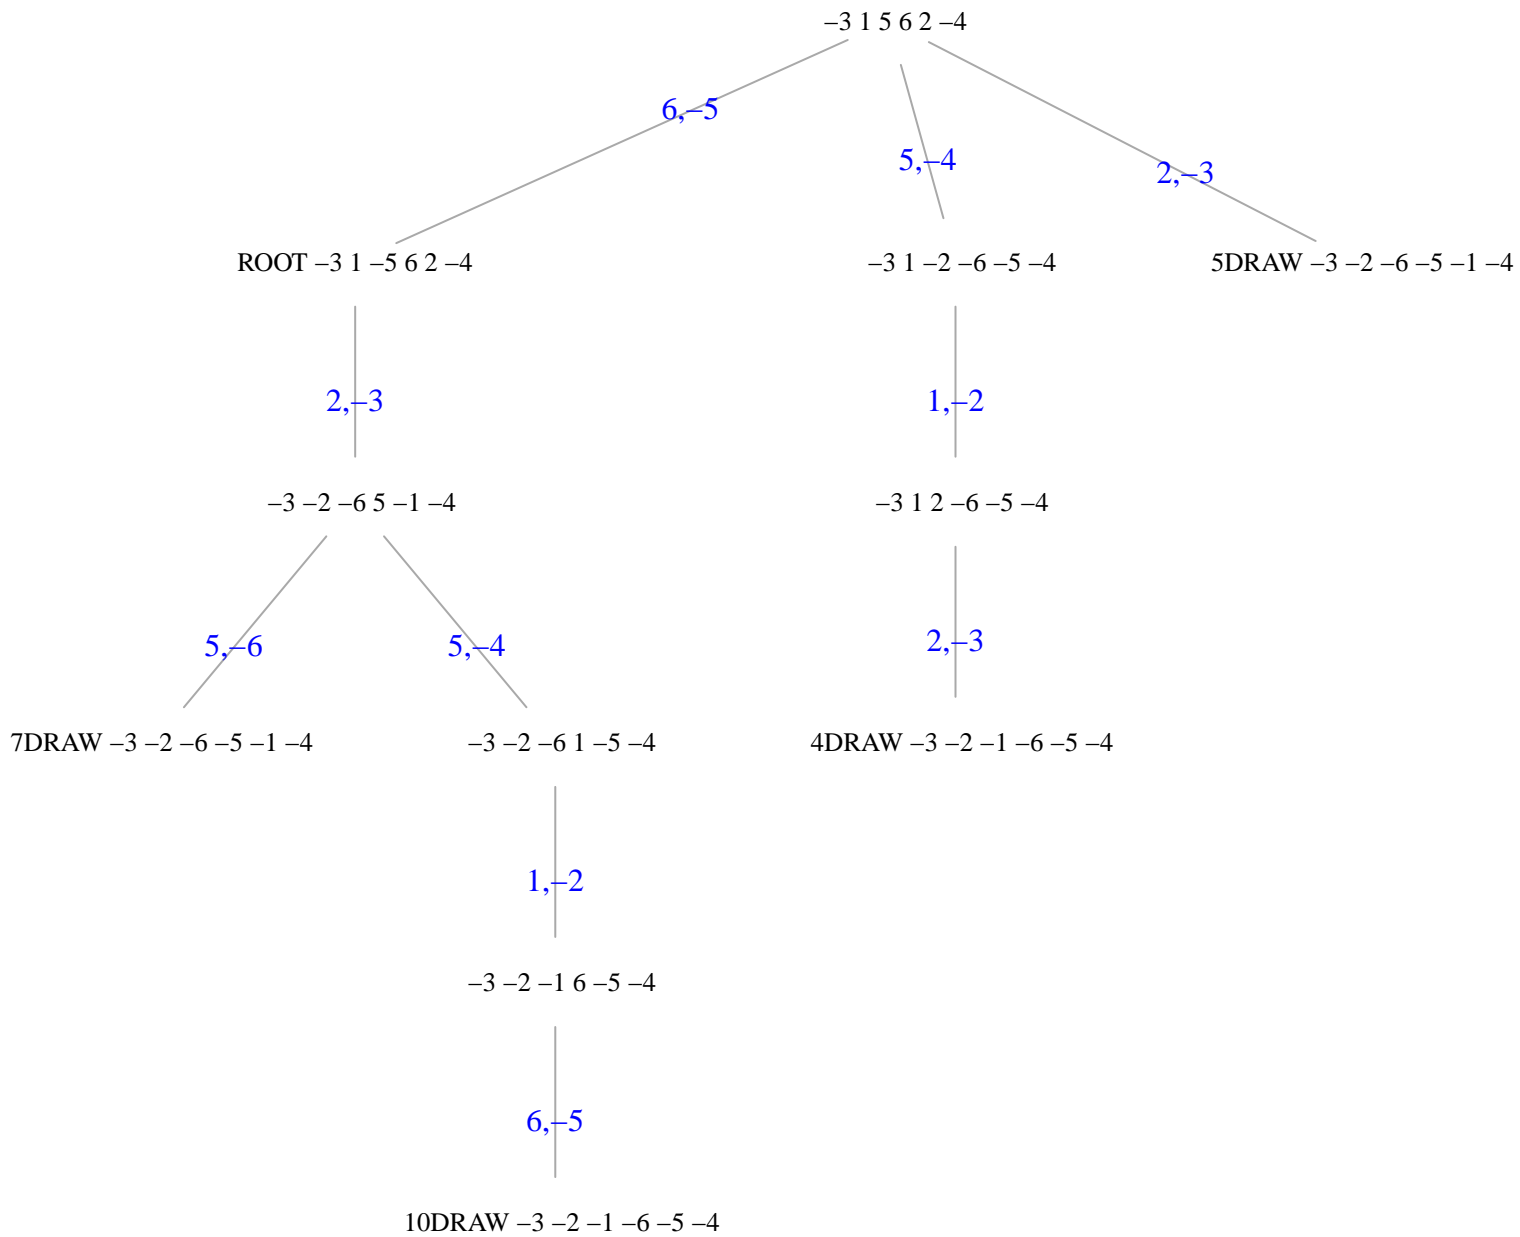 –3 1 5 6 2 –4
6,–5
5,–4
2,–3
ROOT –3 1 –5 6 2 –4
–3 1 –2 –6 –5 –4
5DRAW –3 –2 –6 –5 –1 –4
2,–3
1,–2
–3 –2 –6 5 –1 –4
–3 1 2 –6 –5 –4
5,–6
5,–4
2,–3
7DRAW –3 –2 –6 –5 –1 –4
–3 –2 –6 1 –5 –4
4DRAW –3 –2 –1 –6 –5 –4
1,–2
–3 –2 –1 6 –5 –4
6,–5
10DRAW –3 –2 –1 –6 –5 –4